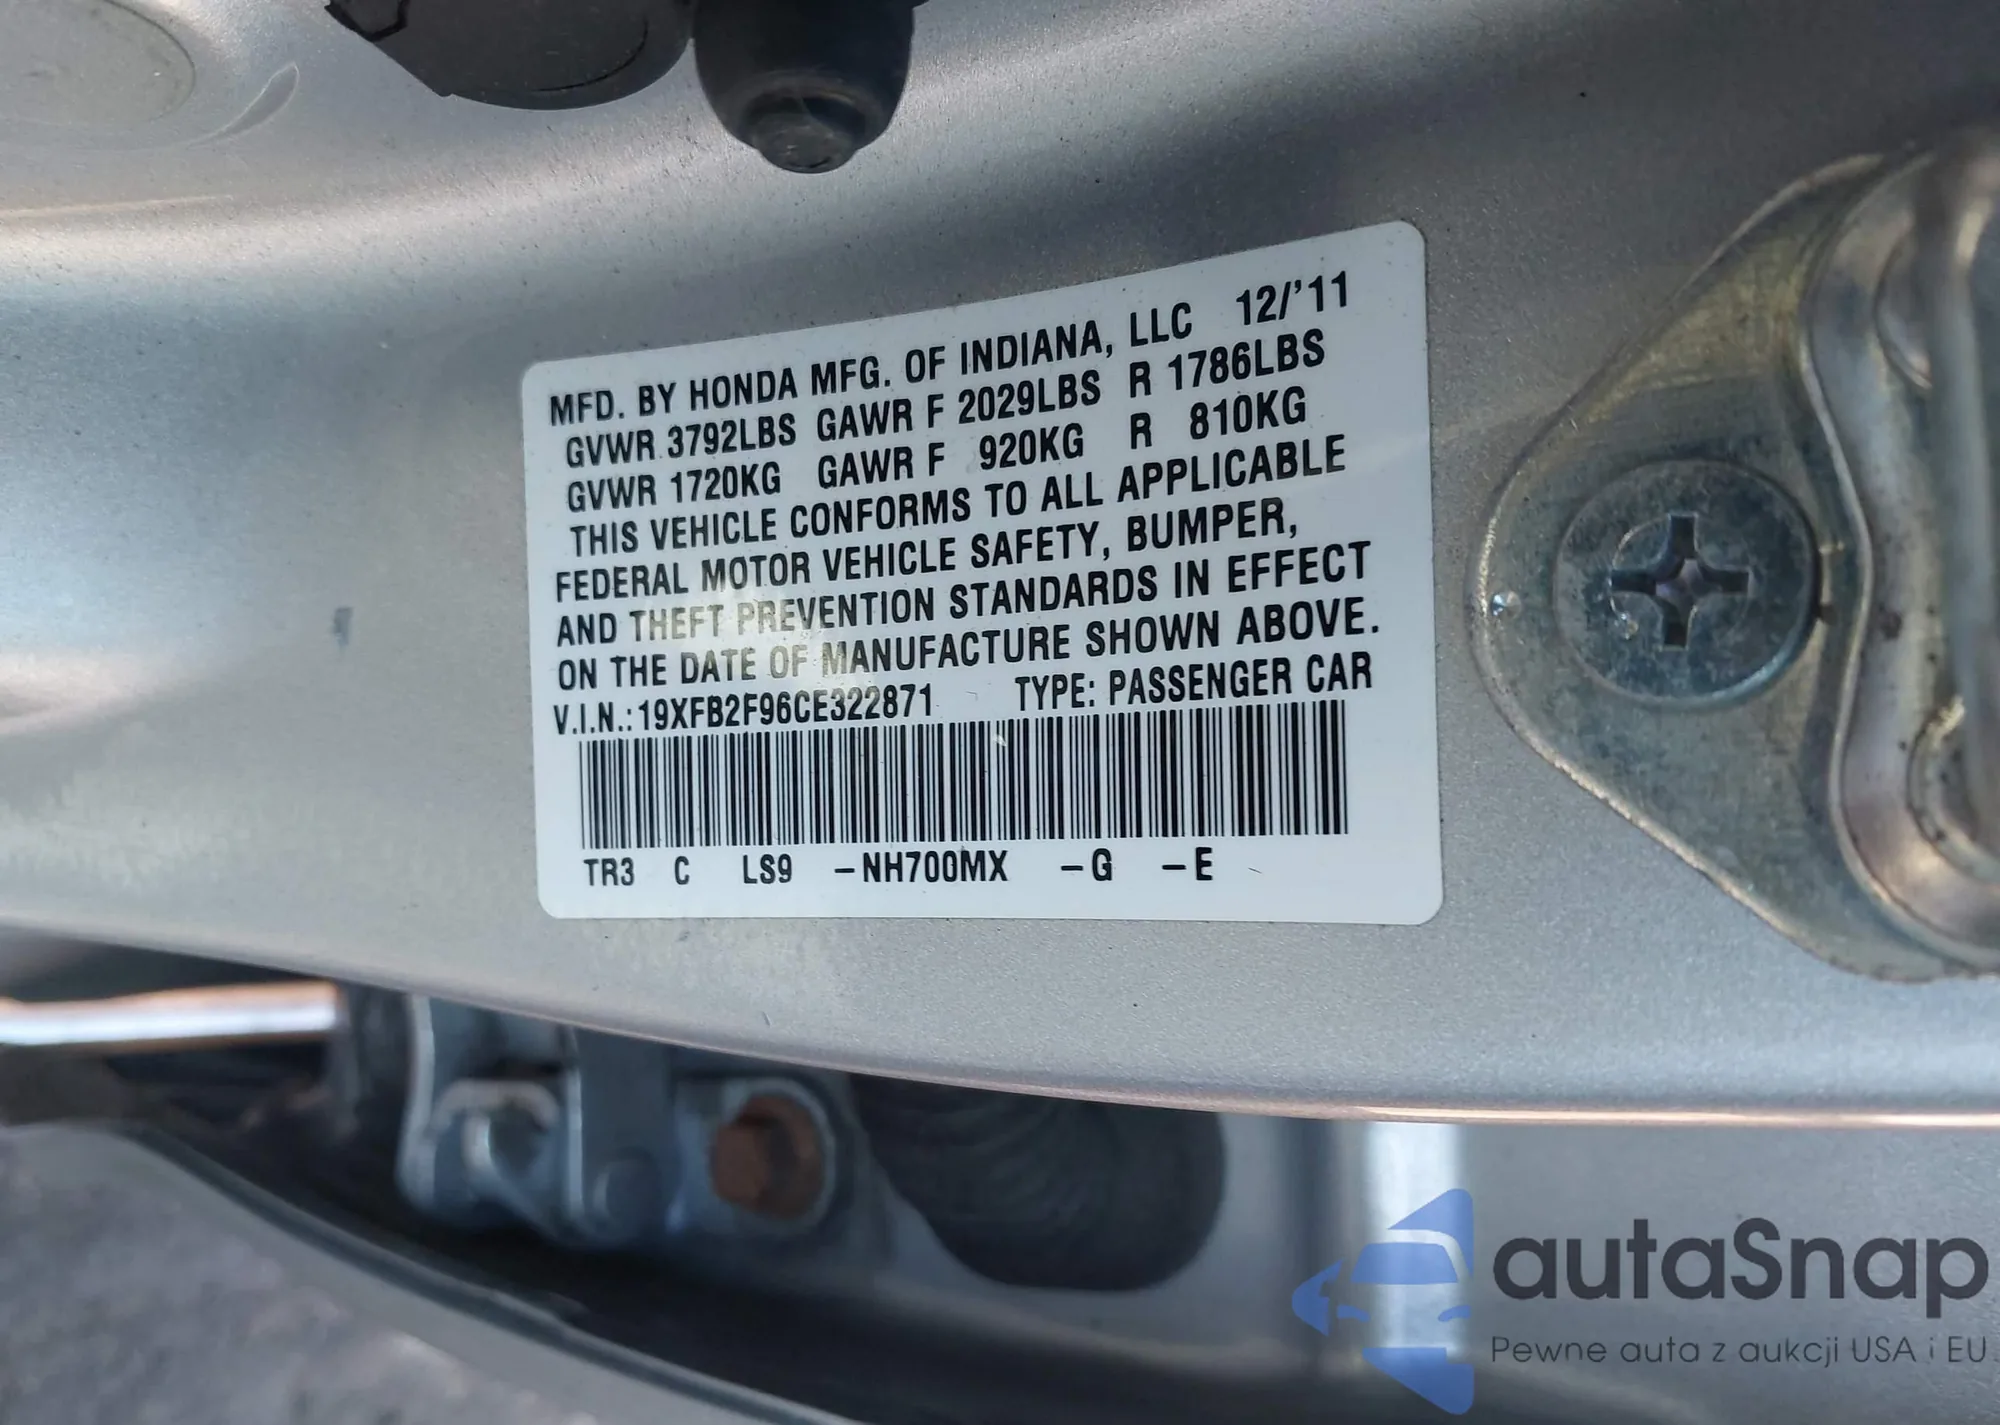 MFD. BY HONDA MFG. OF INDIANA, LLC 12/'11
GVWR 3792LBS GAWR F 2029LBS R 1786LBS
GVWR 1720KG GAWR F 920KG R 810KG
THIS VEHICLE CONFORMS TO ALL APPLICABLE
FEDERAL MOTOR VEHICLE SAFETY, BUMPER,
AND THEFT PREVENTION STANDARDS IN EFFECT
ON THE DATE OF MANUFACTURE SHOWN ABOVE.
V.I.N.: 19XFB2F96CE322871 TYPE: PASSENGER CAR
TR3 C LS9 -NH700MX -G -E
autaSnap
Pewne auta z aukcji USA i EU